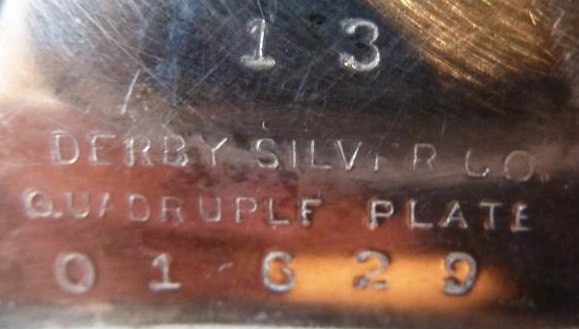 13
DERBY SILVER CO.
QUADRUPLE PLATE
01629